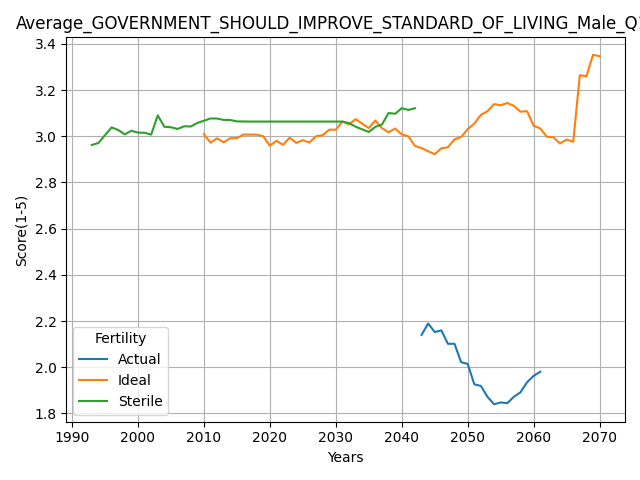 Average_GOVERNMENT_SHOULD_IMPROVE_STANDARD_OF_LIVING_Male_Q
3.4
3.2
3.0
2.8
2.6
2.4
2.2
2.0
1.8
Score(1-5)
Fertility
Actual
Ideal
Sterile
1990 2000 2010 2020 2030 2040 2050 2060 2070
Years